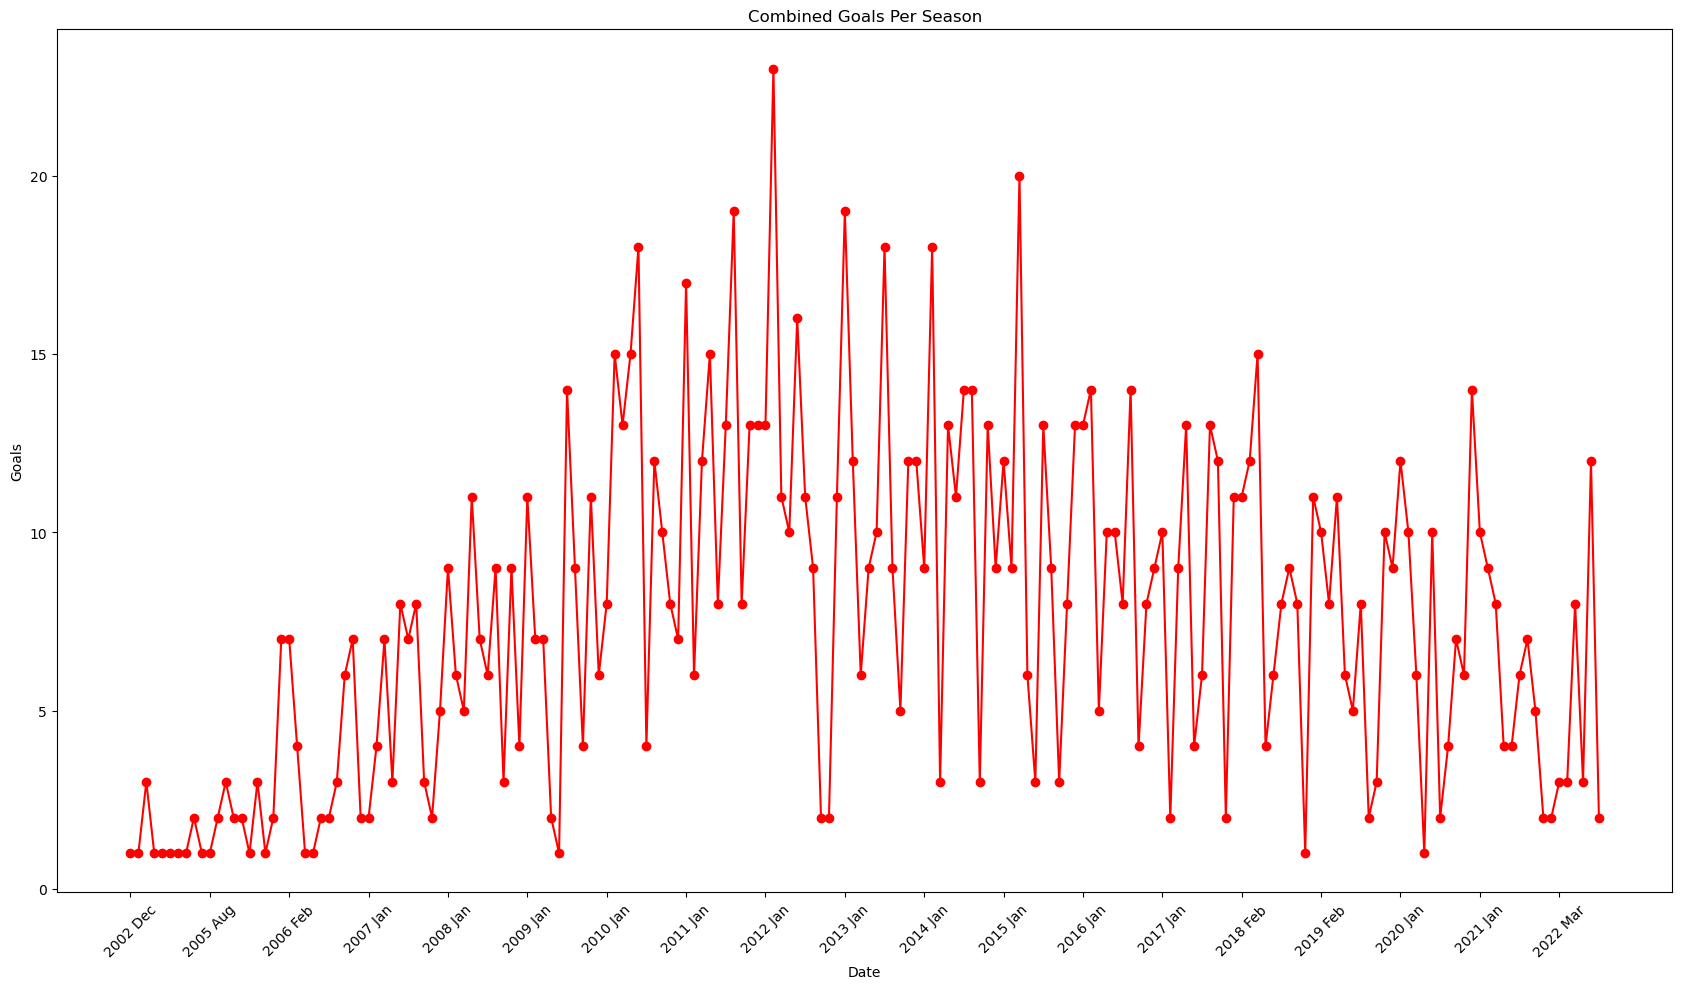 Combined Goals Per Season
Goals
20
15
10
5
0
2002 Dec
2005 Aug
2006 Feb
2007 Jan
2008 Jan
2009 Jan
2010 Jan
2011 Jan
2012 Jan
2013 Jan
2014 Jan
2015 Jan
2016 Jan
2017 Jan
2018 Feb
2019 Feb
2020 Jan
2021 Jan
2022 Mar
Date